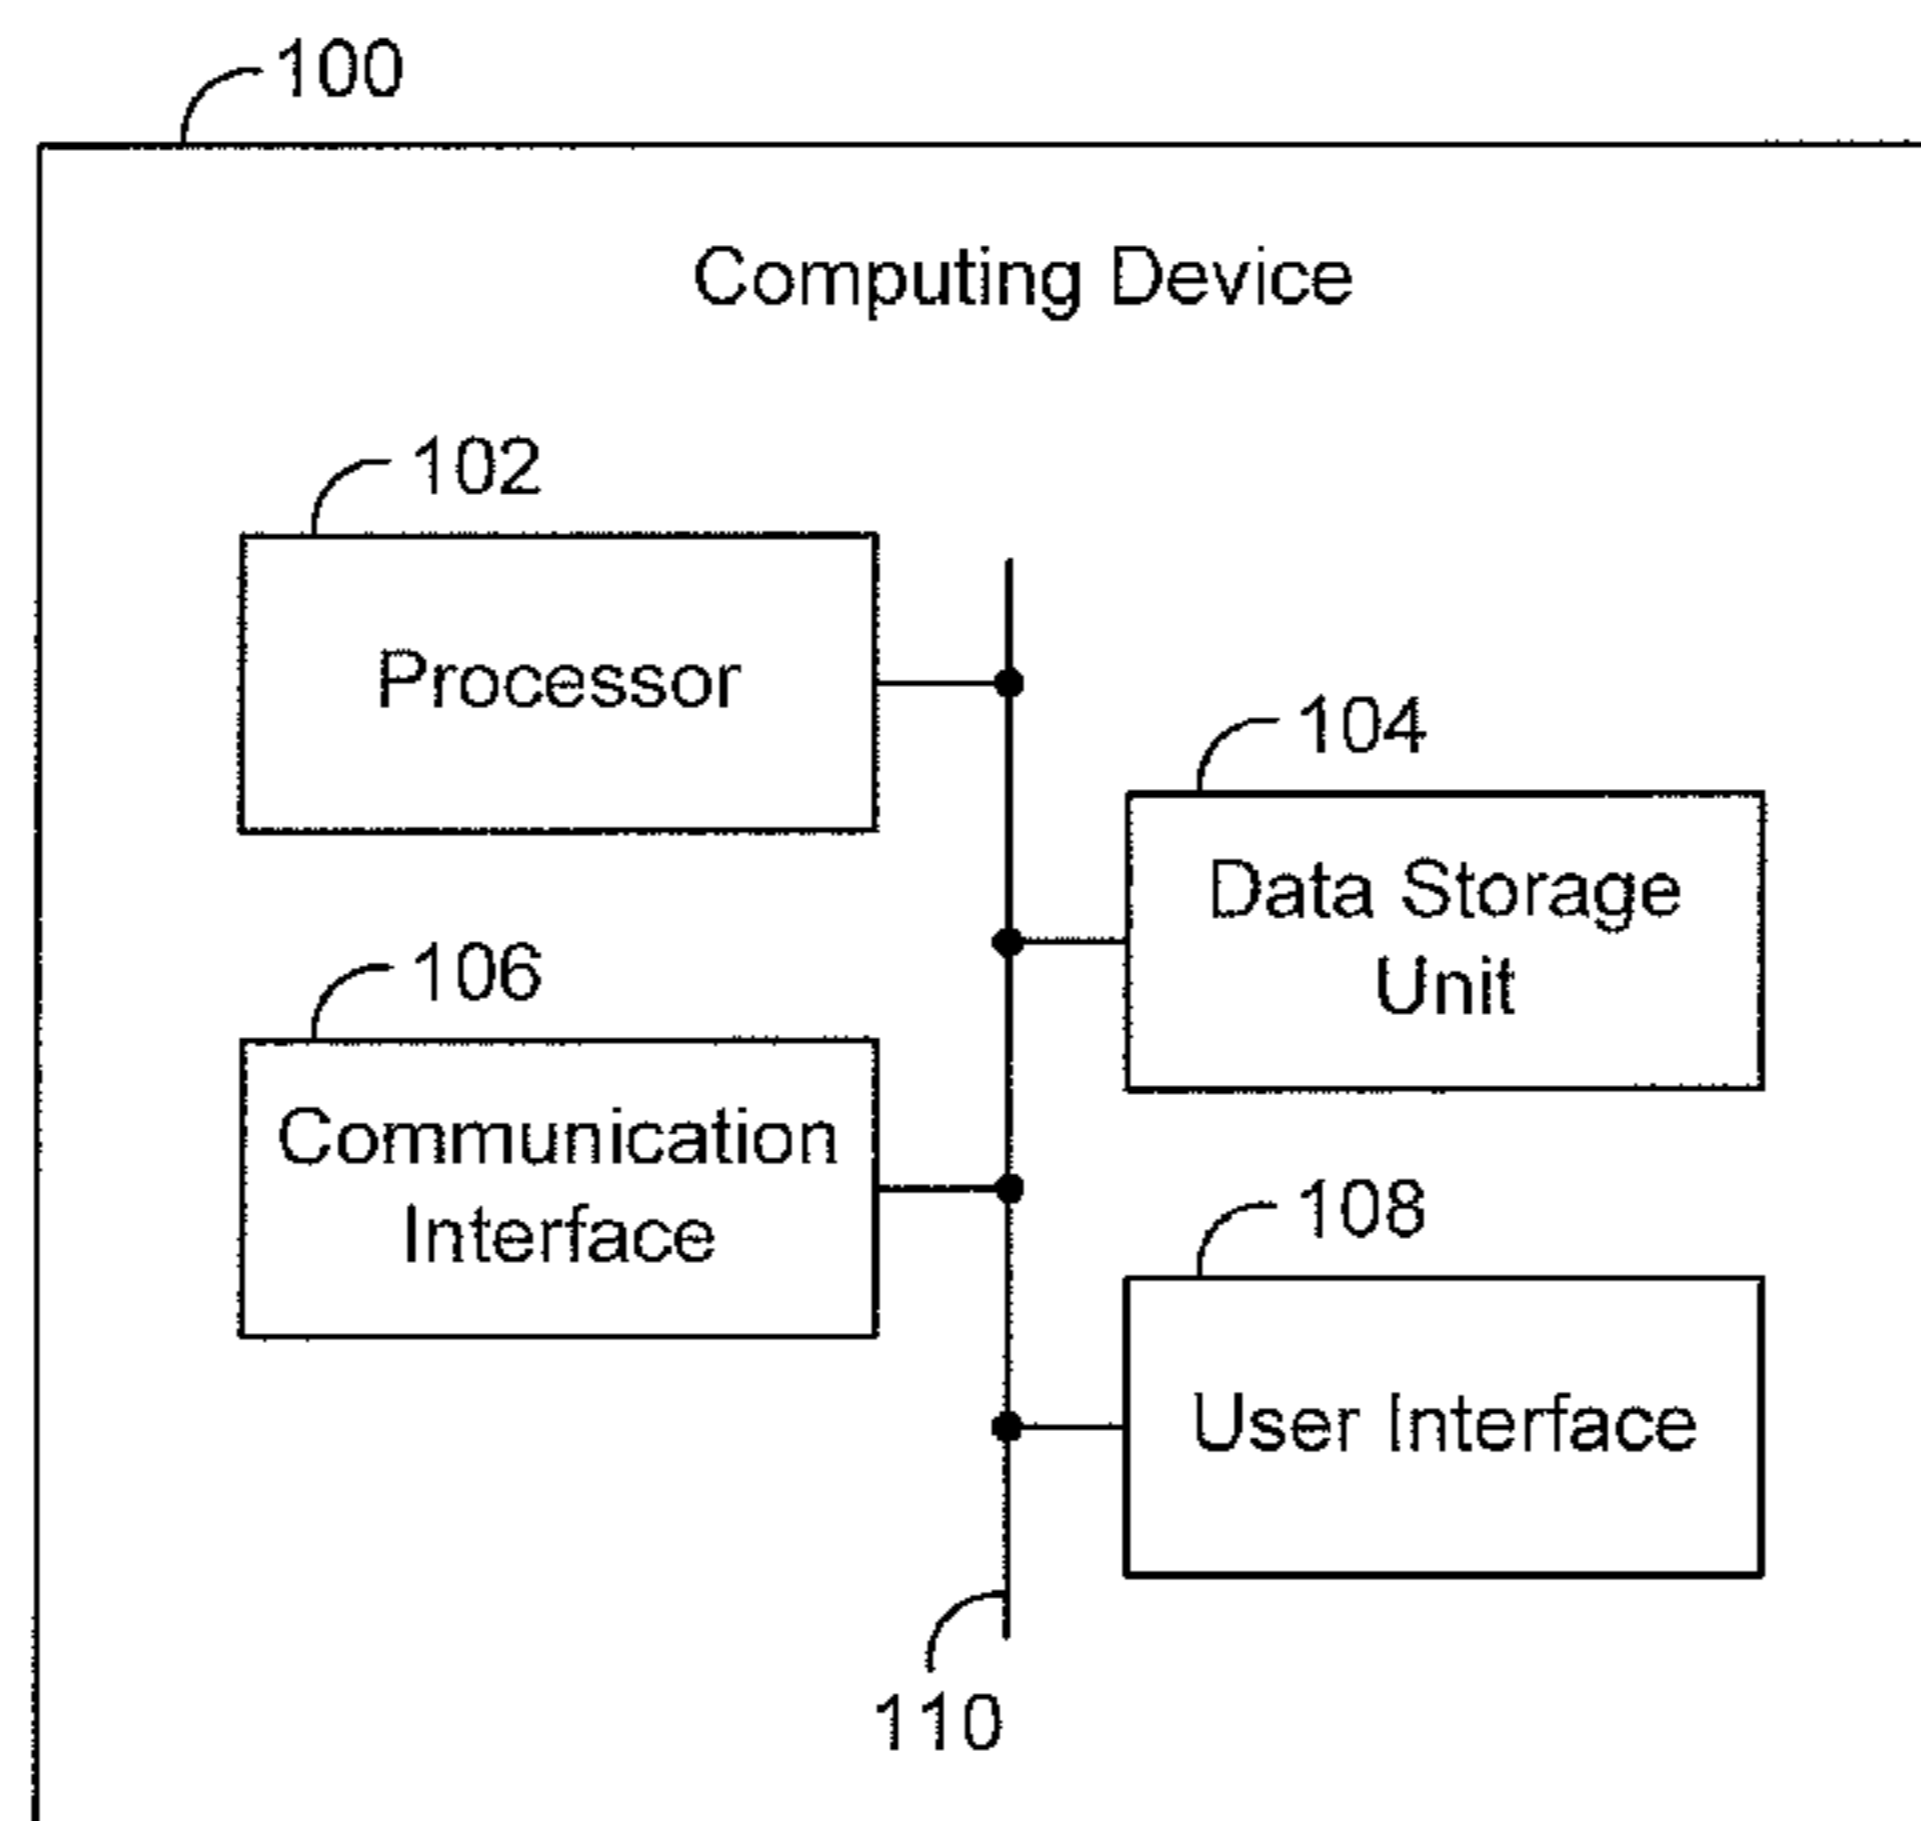 100
Computing Device
102
Processor
104
Data Storage
Unit
106
Communication
Interface
108
User Interface
110